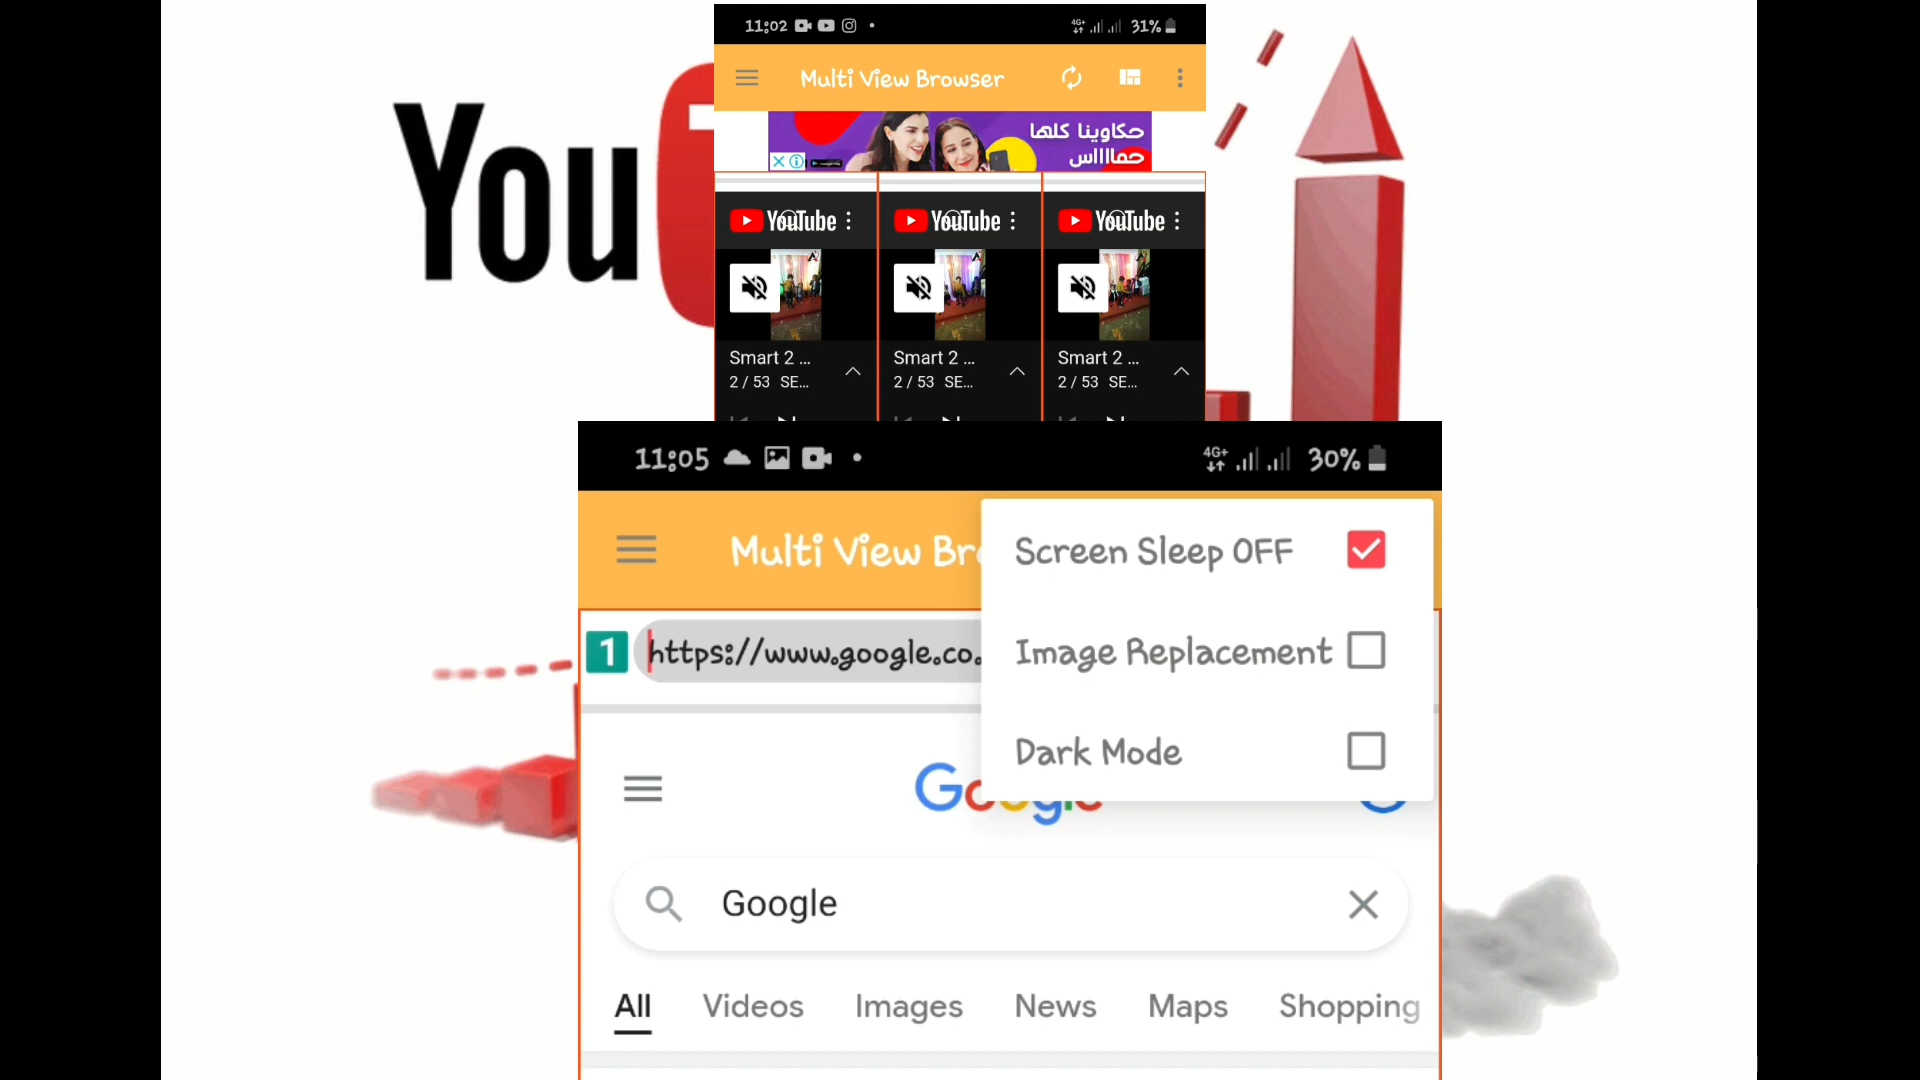 You
11:02
4G+
31%
Multi View Browser
حكاوينا كلها
حماااس
YouTube
YouTube
YouTube
Smart 2 ...
2 / 53 SE...
Smart 2 ...
2 / 53 SE...
Smart 2 ...
2 / 53 SE...
11:05
4G+
30%
Multi View Br
Screen Sleep OFF
1
https://www.google.co.
Image Replacement
Dark Mode
Google
Google
All
Videos
Images
News
Maps
Shopping